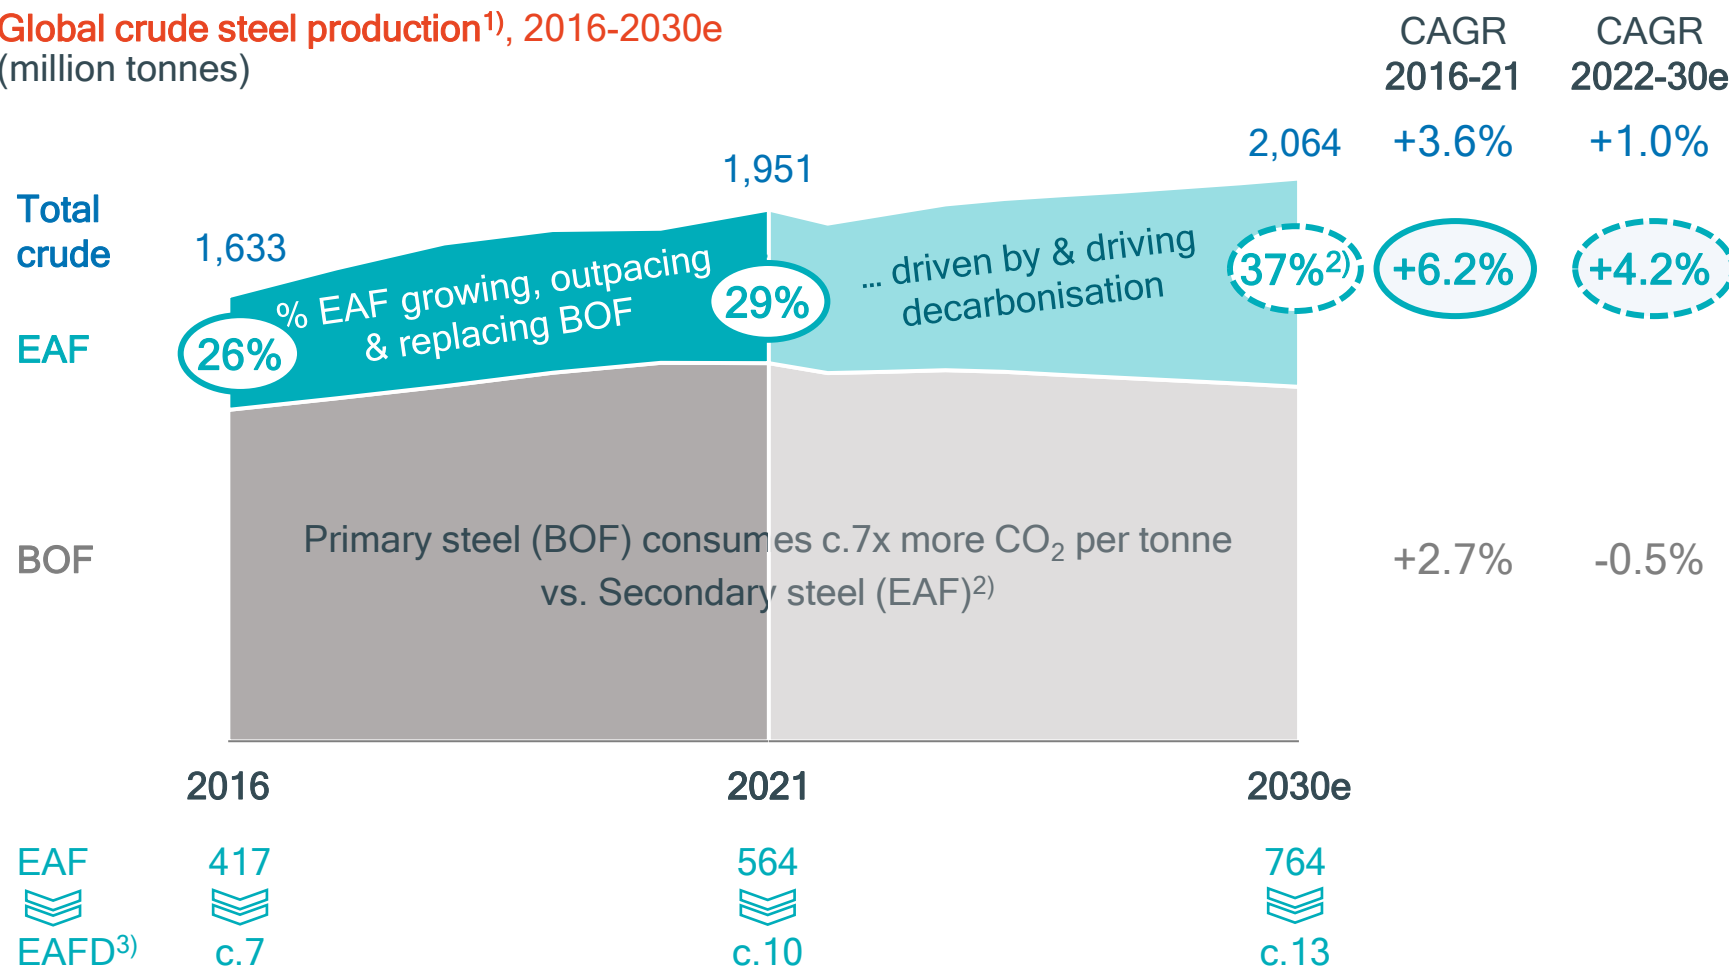 Global crude steel production1), 2016-2030e
(million tonnes)
CAGR
2016-21
CAGR
2022-30e
+3.6%
+1.0%
1,633
1,951
2,064
Total
crude
% EAF growing, outpacing
& replacing BOF
... driven by & driving
decarbonisation
EAF
26%
29%
37%2)
+6.2%
+4.2%
BOF
Primary steel (BOF) consumes c.7x more CO2 per tonne
vs. Secondary steel (EAF)2)
+2.7%
-0.5%
2016
2021
2030e
EAF
417
564
764
EAFD3)
c.7
c.10
c.13